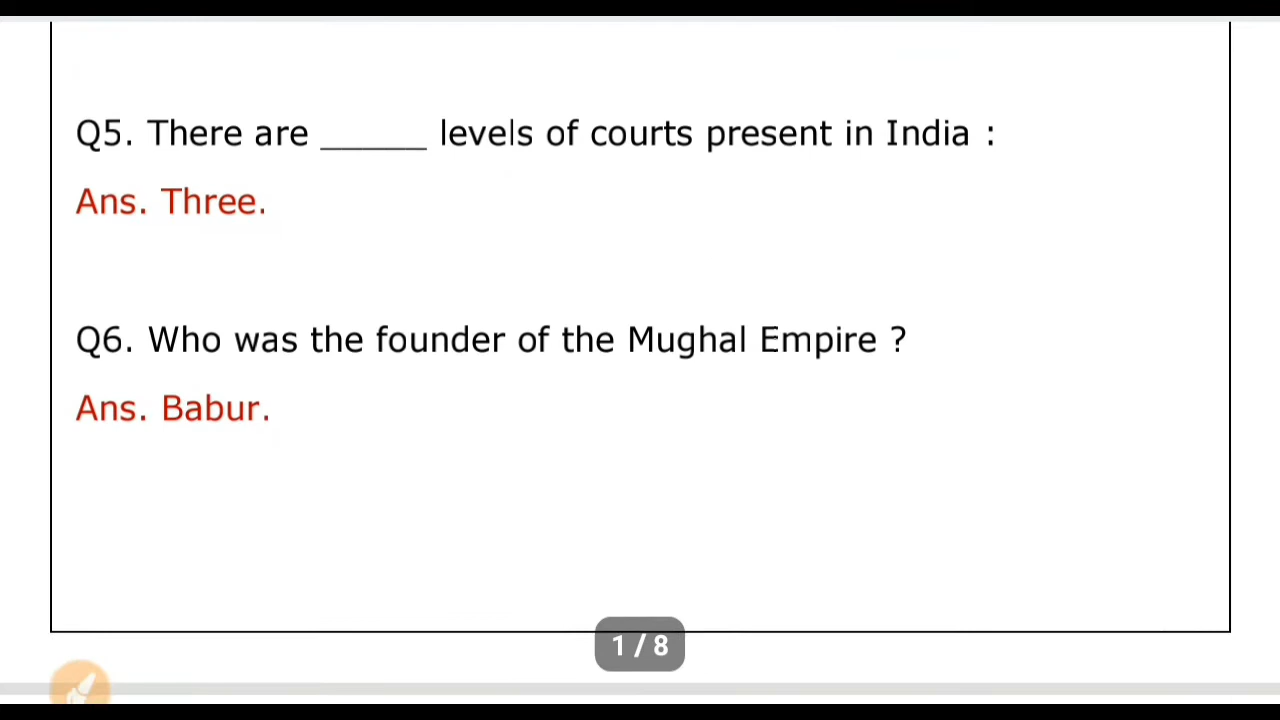 Q5. There are ______ levels of courts present in India :
Ans. Three.
Q6. Who was the founder of the Mughal Empire ?
Ans. Babur.
1 / 8